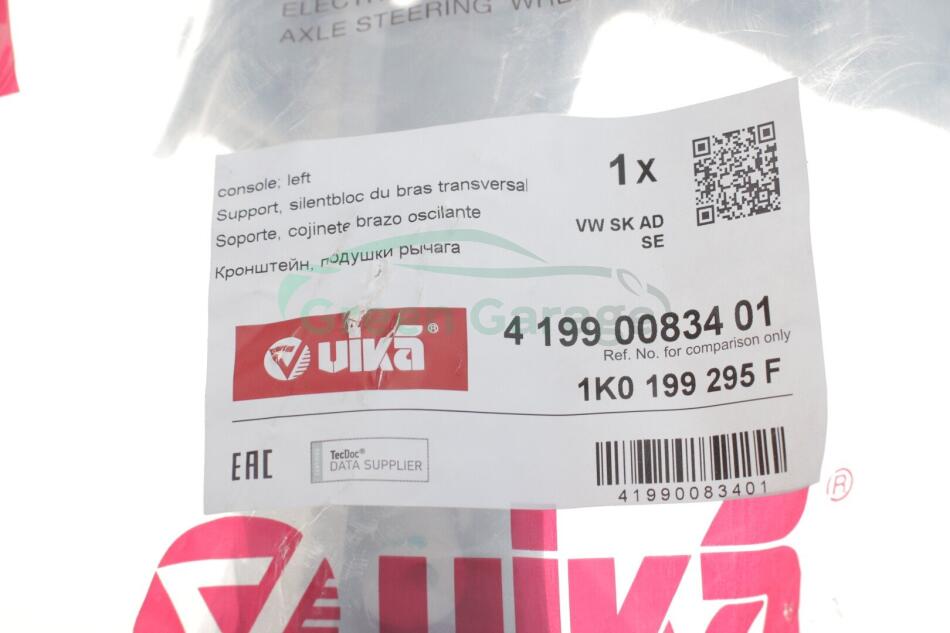 AXLE STEERING
console; left
Support, silentbloc du bras transversal
Soporte, cojinete brazo oscilante
Кронштейн, подушки рычага
1x
VW SK AD
SE
Green Garage
vika®
4 199 00834 01
Ref. No. for comparison only
1K0 199 295 F
EAC
TecDoc®
DATA SUPPLIER
41990083401
vika®